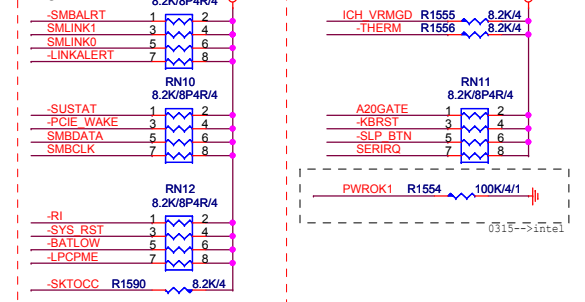 8.2K/8P4R/4
-SMBALRT 1 2
SMLINK1 3 4
SMLINK0 5 6
-LINKALERT 7 8
RN10
8.2K/8P4R/4
-SUSTAT 1 2
-PCIE_WAKE 3 4
SMBDATA 5 6
SMBCLK 7 8
RN12
8.2K/8P4R/4
-RI 1 2
-SYS_RST 3 4
-BATLOW 5 6
-LPCPME 7 8
-SKTOCC R1590 8.2K/4
ICH_VRMGD R1555 8.2K/4
-THERM R1556 8.2K/4
RN11
8.2K/8P4R/4
A20GATE 1 2
-KBRST 3 4
-SLP_BTN 5 6
SERIRQ 7 8
PWROK1 R1554 100K/4/1
0315-->intel